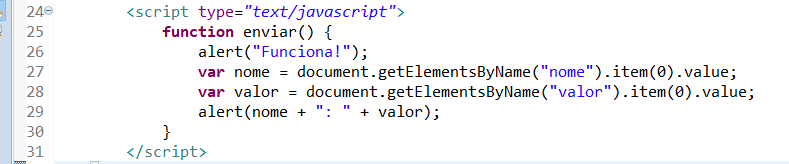 24 <script type="text/javascript">
25 function enviar() {
26 alert("Funciona!");
27 var nome = document.getElementsByName("nome").item(0).value;
28 var valor = document.getElementsByName("valor").item(0).value;
29 alert(nome + ": " + valor);
30 }
31 </script>